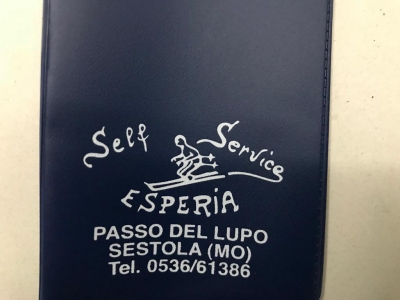 Self Service
ESPERIA
PASSO DEL LUPO
SESTOLA (MO)
Tel. 0536/61386